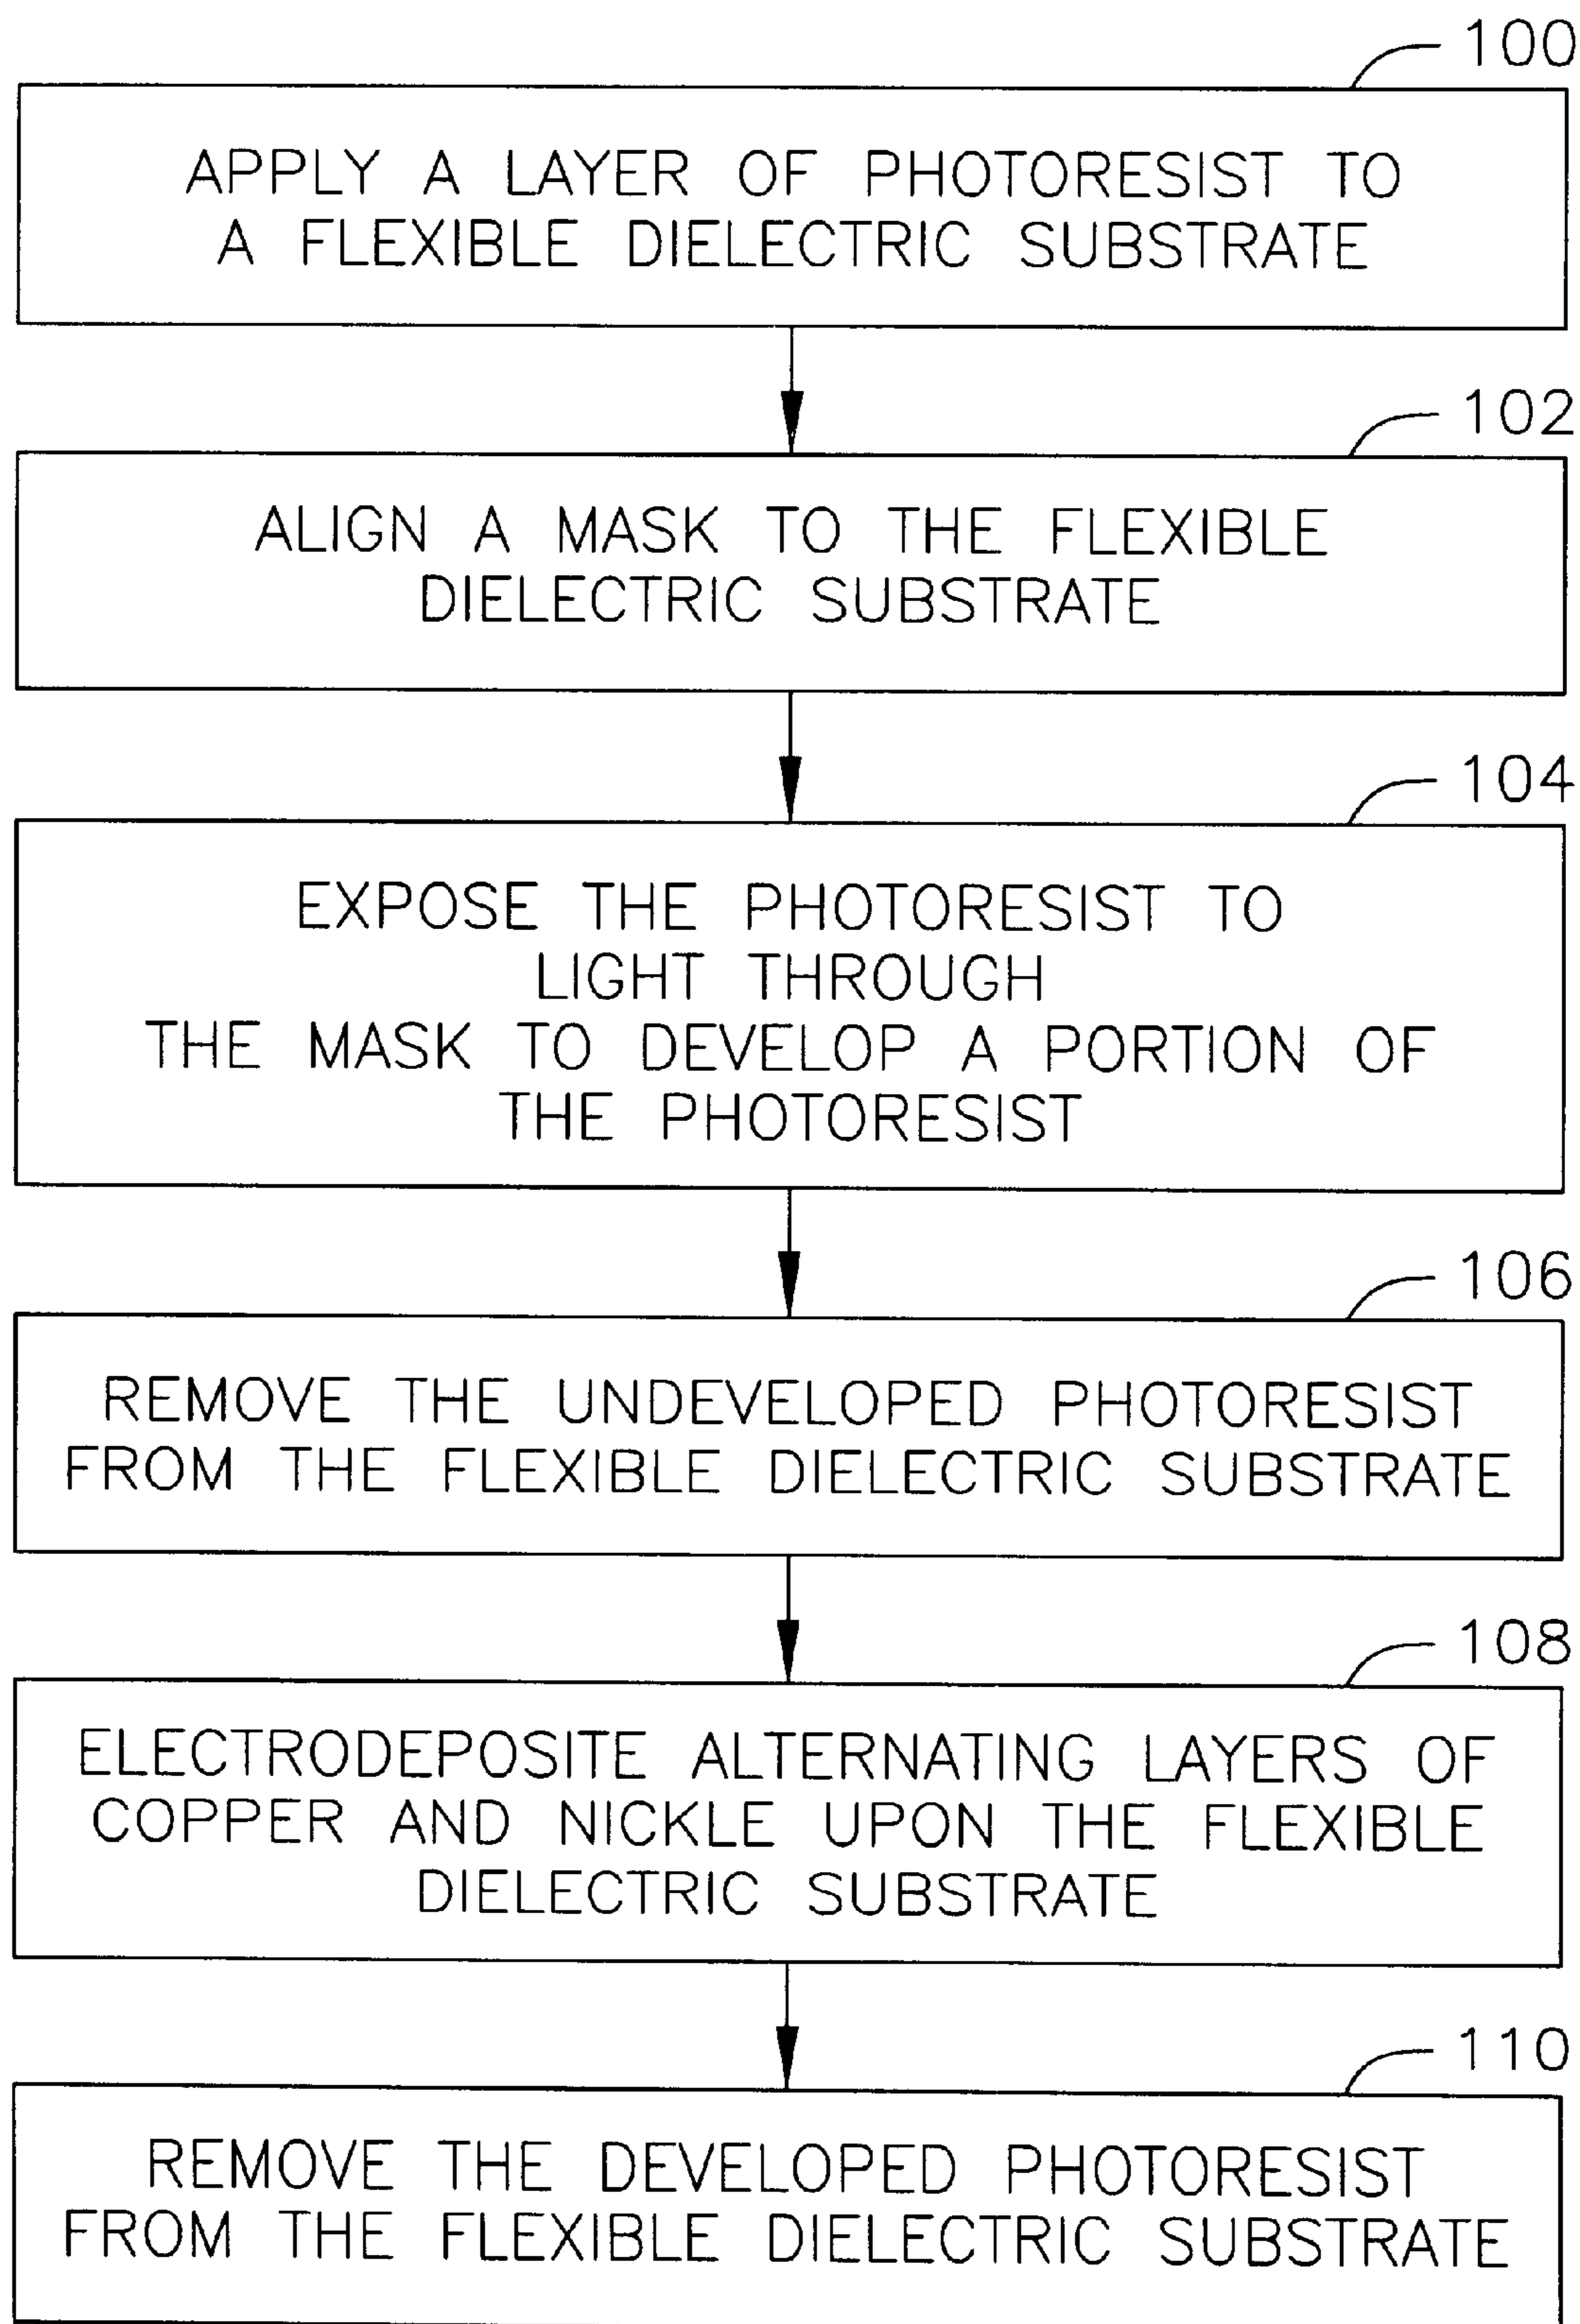 100
APPLY A LAYER OF PHOTORESIST TO
A FLEXIBLE DIELECTRIC SUBSTRATE
102
ALIGN A MASK TO THE FLEXIBLE
DIELECTRIC SUBSTRATE
104
EXPOSE THE PHOTORESIST TO
LIGHT THROUGH
THE MASK TO DEVELOP A PORTION OF
THE PHOTORESIST
106
REMOVE THE UNDEVELOPED PHOTORESIST
FROM THE FLEXIBLE DIELECTRIC SUBSTRATE
108
ELECTRODEPOSITE ALTERNATING LAYERS OF
COPPER AND NICKLE UPON THE FLEXIBLE
DIELECTRIC SUBSTRATE
110
REMOVE THE DEVELOPED PHOTORESIST
FROM THE FLEXIBLE DIELECTRIC SUBSTRATE